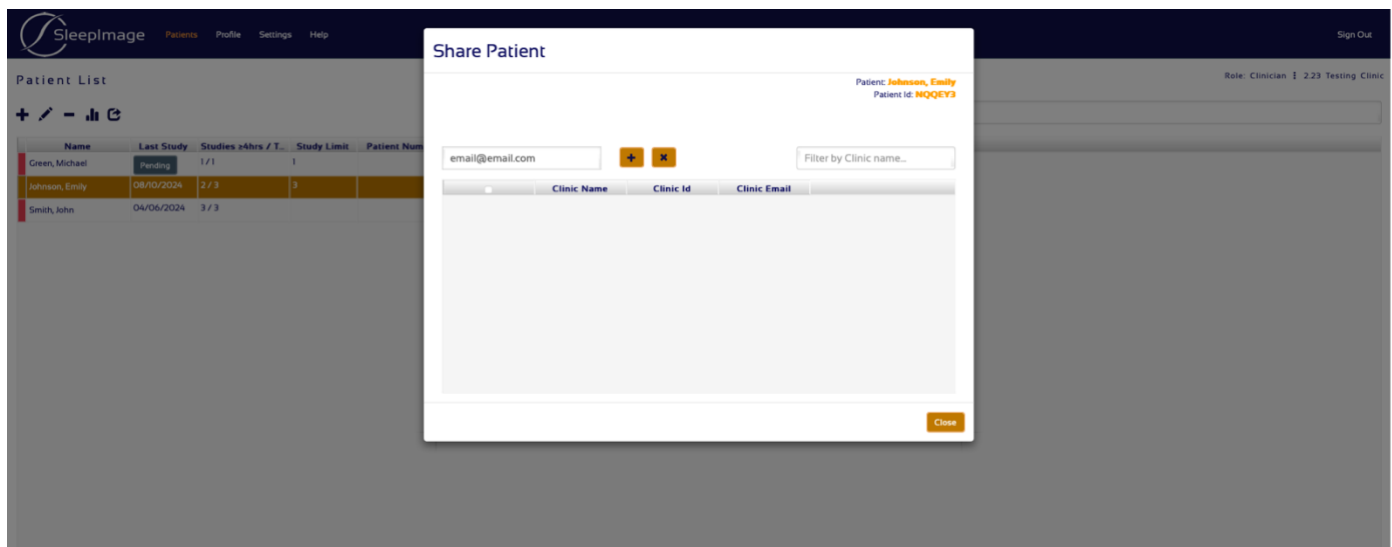 SleepImage Patients Profile Settings Help Sign Out
Share Patient
Patient List
Role: Clinician ⋮ 2.23 Testing Clinic
Patient: Johnson, Emily
Patient Id: NQQEY3
Name Last Study Studies ≥4hrs / T... Study Limit Patient Num
Green, Michael Pending 1 / 1 1
Johnson, Emily 08/10/2024 2 / 3 3
Smith, John 04/06/2024 3 / 3
email@email.com Filter by Clinic name...
Clinic Name Clinic Id Clinic Email
Close